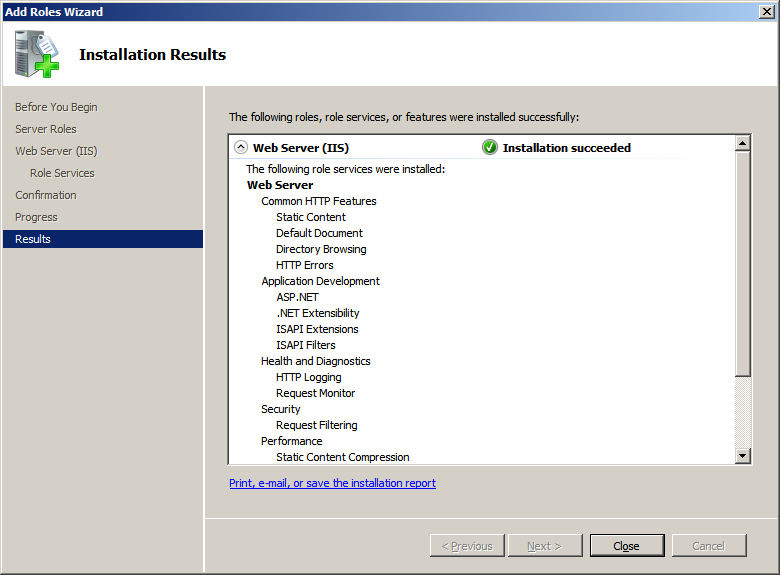 Add Roles Wizard
Installation Results
Before You Begin
Server Roles
Web Server (IIS)
Role Services
Confirmation
Progress
Results
The following roles, role services, or features were installed successfully:
Web Server (IIS) Installation succeeded
The following role services were installed:
Web Server
Common HTTP Features
Static Content
Default Document
Directory Browsing
HTTP Errors
Application Development
ASP.NET
.NET Extensibility
ISAPI Extensions
ISAPI Filters
Health and Diagnostics
HTTP Logging
Request Monitor
Security
Request Filtering
Performance
Static Content Compression
Print, e-mail, or save the installation report
< Previous Next > Close Cancel